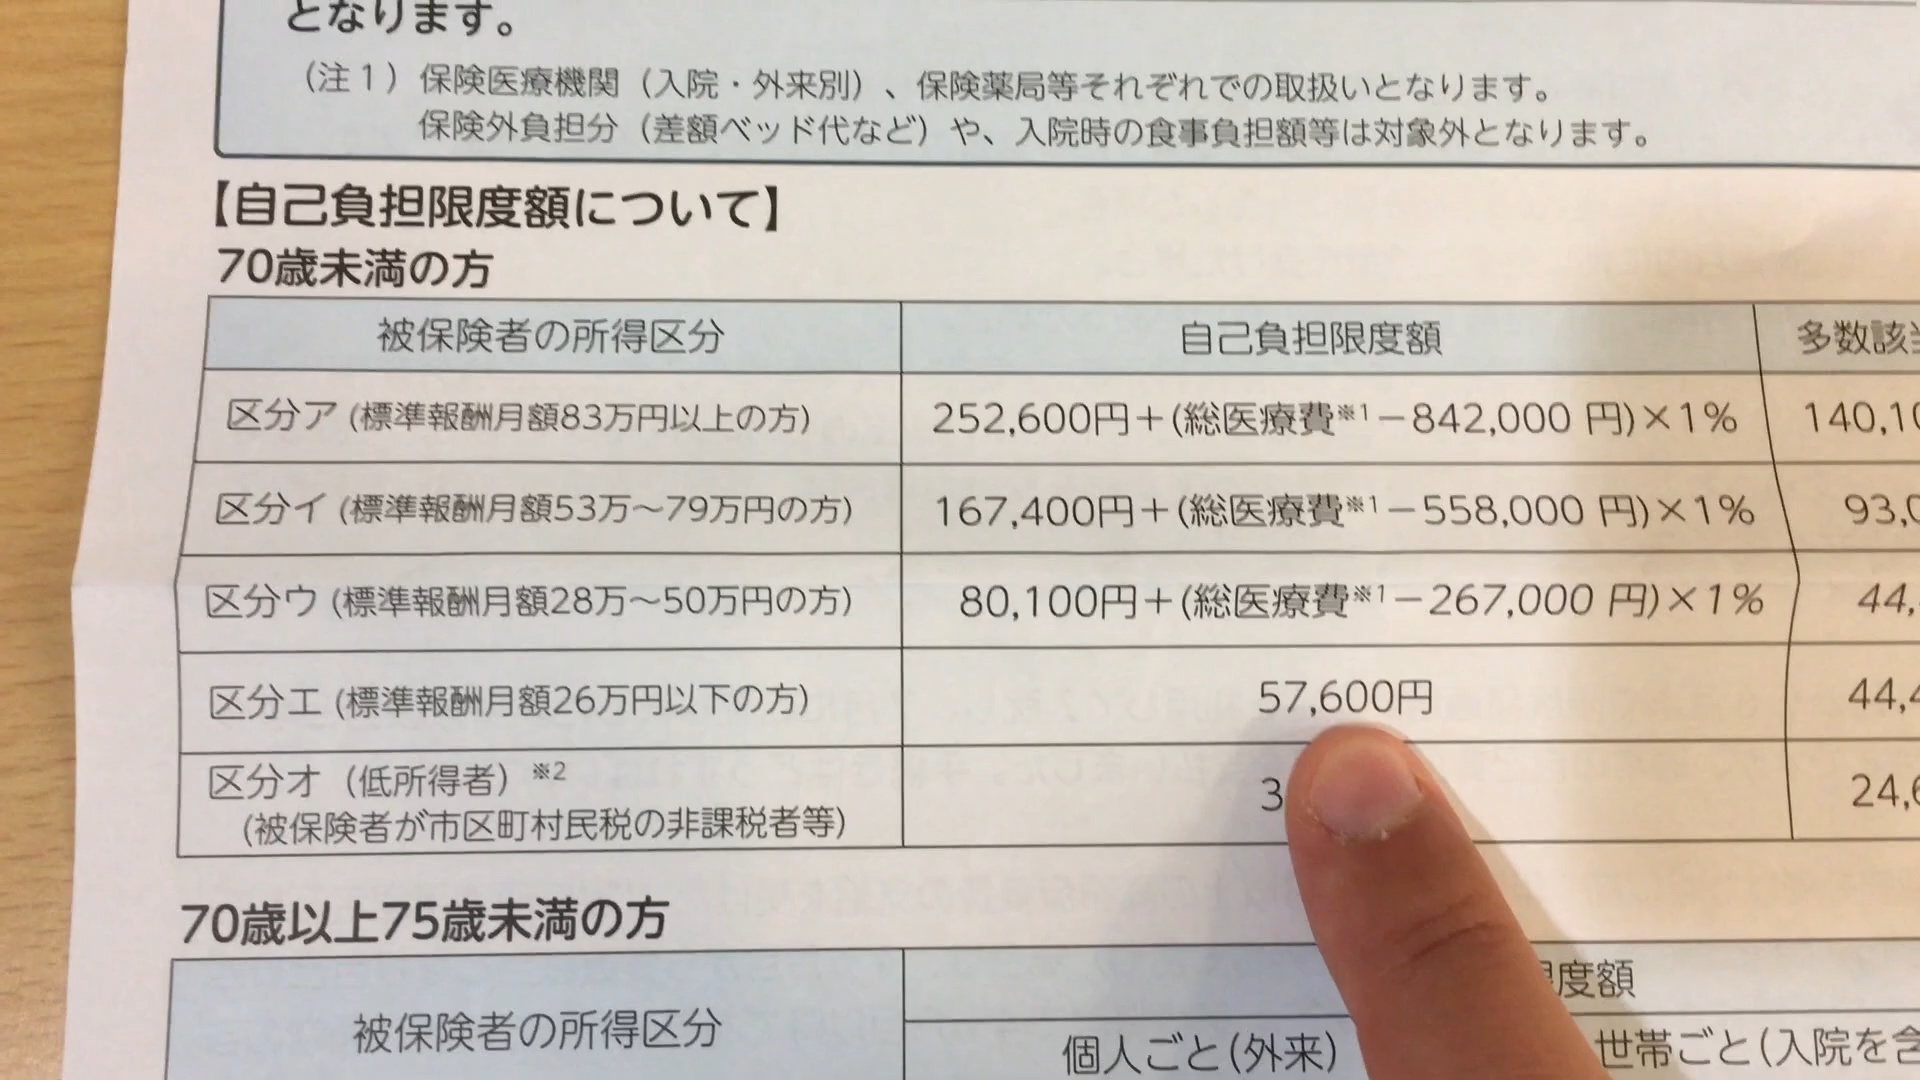 となります。
（注１）保険医療機関（入院・外来別）、保険薬局等それぞれでの取扱いとなります。
保険外負担分（差額ベッド代など）や、入院時の食事負担額等は対象外となります。
【自己負担限度額について】
70歳未満の方
被保険者の所得区分 自己負担限度額 多数該
区分ア (標準報酬月額83万円以上の方) 252,600円＋(総医療費※1－842,000 円)×1% 140,10
区分イ (標準報酬月額53万～79万円の方) 167,400円＋(総医療費※1－558,000 円)×1% 93,0
区分ウ (標準報酬月額28万～50万円の方) 80,100円＋(総医療費※1－267,000 円)×1% 44,
区分エ (標準報酬月額26万円以下の方) 57,600円 44,4
区分オ（低所得者）※2 3 24,6
(被保険者が市区町村民税の非課税者等)
70歳以上75歳未満の方
被保険者の所得区分 度額
個人ごと(外来) 世帯ごと(入院を含